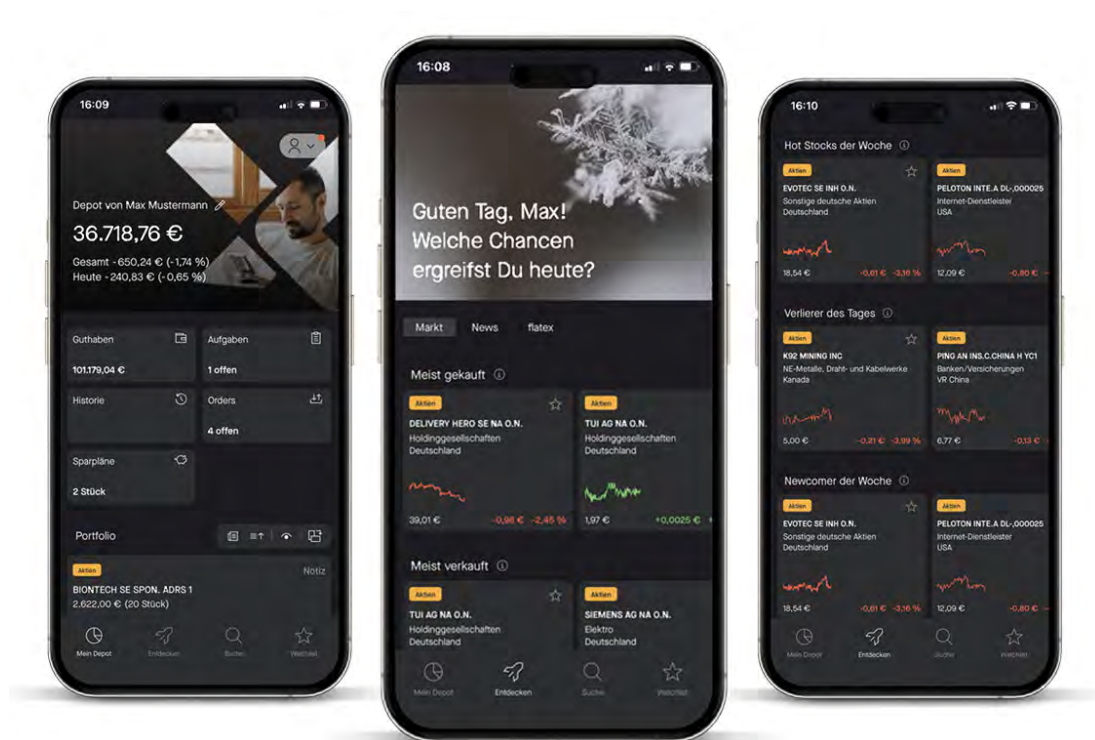 16:09
Depot von Max Mustermann
36.718,76 €
Gesamt -650,24 € (-1,74 %)
Heute -240,83 € (-0,65 %)
Guthaben
101.179,04 €
Aufgaben
1 offen
Historie
Orders
4 offen
Sparpläne
2 Stück
Portfolio
Aktien
Notiz
BIONTECH SE SPON. ADRS 1
2.622,00 € (20 Stück)
Mein Depot
Entdecken
Suche
Watchlist
16:08
Guten Tag, Max!
Welche Chancen
ergreifst Du heute?
Markt
News
flatex
Meist gekauft
Aktien
DELIVERY HERO SE NA O.N.
Holdinggesellschaften
Deutschland
39,01 €
-0,98 € -2,45 %
Aktien
TUI AG NA O.N.
Holdinggesellschaften
Deutschland
1,97 €
+0,0025 €
Meist verkauft
Aktien
TUI AG NA O.N.
Holdinggesellschaften
Deutschland
Aktien
SIEMENS AG NA O.N.
Elektro
Deutschland
Mein Depot
Entdecken
Suche
Watchlist
16:10
Hot Stocks der Woche
Aktien
EVOTEC SE INH O.N.
Sonstige deutsche Aktien
Deutschland
18,54 €
-0,61 € -3,16 %
Aktien
PELOTON INTE.A DL-,000025
Internet-Dienstleister
USA
12,09 €
-0,80 €
Verlierer des Tages
Aktien
K92 MINING INC
NE-Metalle, Draht- und Kabelwerke
Kanada
5,00 €
-0,21 € -3,99 %
Aktien
PING AN INS.C.CHINA H YC1
Banken/Versicherungen
VR China
6,77 €
-0,13 €
Newcomer der Woche
Aktien
EVOTEC SE INH O.N.
Sonstige deutsche Aktien
Deutschland
18,54 €
-0,61 € -3,16 %
Aktien
PELOTON INTE.A DL-,000025
Internet-Dienstleister
USA
12,09 €
-0,80 €
Mein Depot
Entdecken
Suche
Watchlist